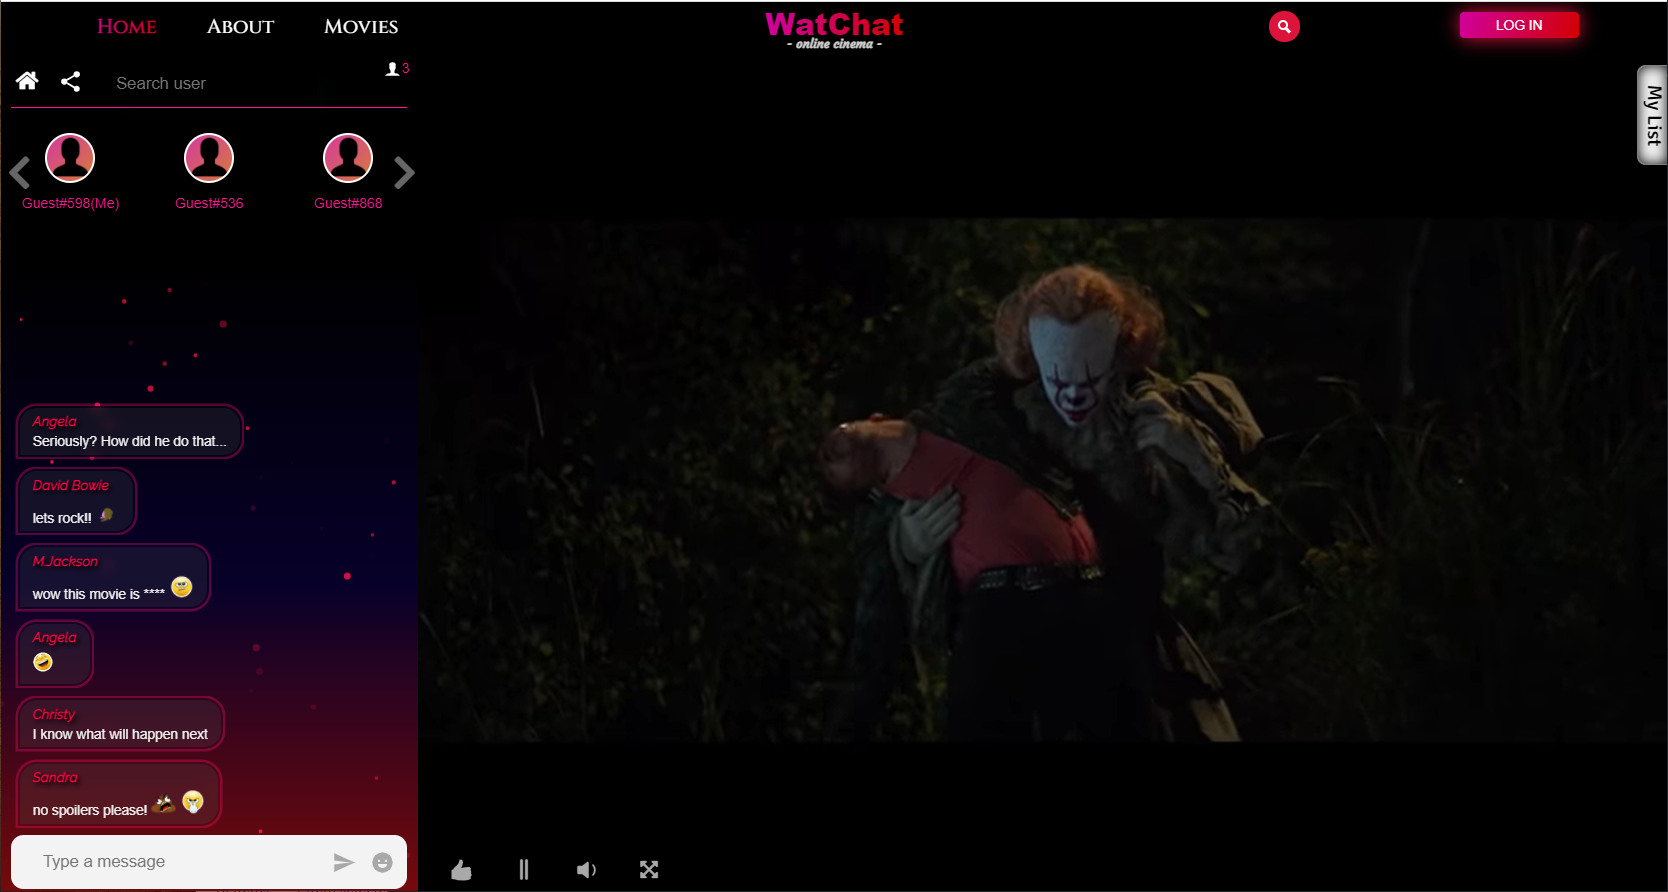 Home About Movies
WatChat
- online cinema -
LOG IN
Search user
3
My List
Guest#598(Me) Guest#536 Guest#868
Angela
Seriously? How did he do that...
David Bowie
lets rock!!
M.Jackson
wow this movie is ****
Angela
Christy
I know what will happen next
Sandra
no spoilers please!
Type a message